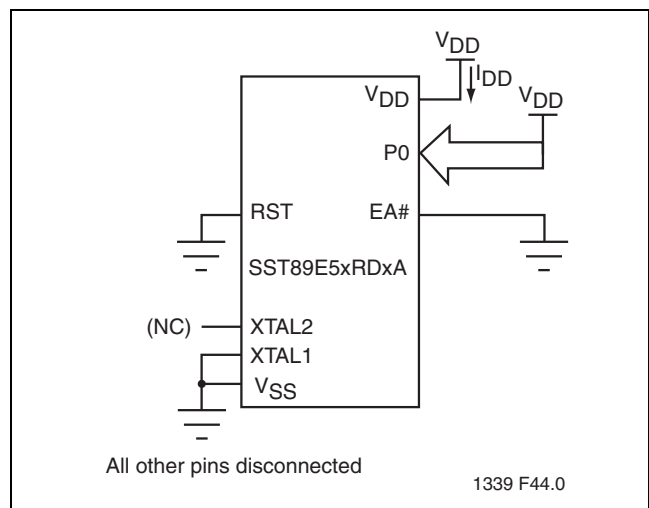 VDD
IDD
VDD
VDD
P0
RST
EA#
SST89E5xRDxA
(NC)
XTAL2
XTAL1
VSS
All other pins disconnected
1339 F44.0